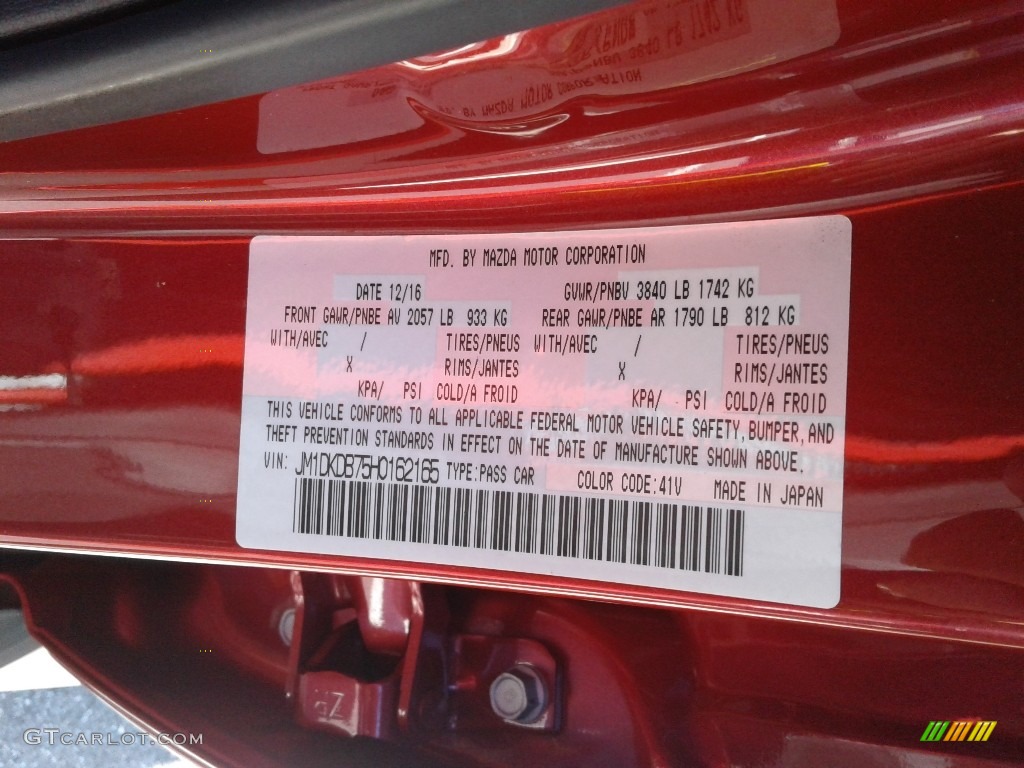 MFD. BY MAZDA MOTOR CORPORATION
DATE 12/16 GVWR/PNBV 3840 LB 1742 KG
FRONT GAWR/PNBE AV 2057 LB 933 KG REAR GAWR/PNBE AR 1790 LB 812 KG
WITH/AVEC / TIRES/PNEUS WITH/AVEC / TIRES/PNEUS
X RIMS/JANTES X RIMS/JANTES
KPA/ PSI COLD/A FROID KPA/ PSI COLD/A FROID
THIS VEHICLE CONFORMS TO ALL APPLICABLE FEDERAL MOTOR VEHICLE SAFETY, BUMPER, AND
THEFT PREVENTION STANDARDS IN EFFECT ON THE DATE OF MANUFACTURE SHOWN ABOVE.
VIN: JM1DKDB75H0162165 TYPE:PASS CAR COLOR CODE:41V MADE IN JAPAN
GTCarlot.com